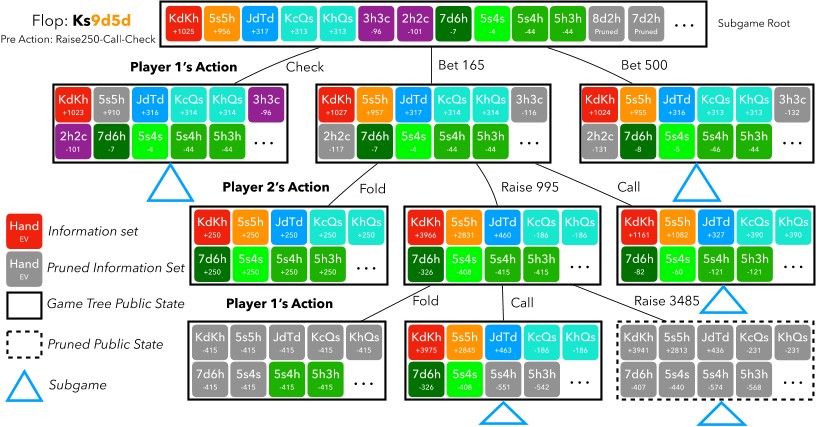 Flop: Ks9d5d
Pre Action: Raise250-Call-Check
KdKh 5s5h JdTd KcQs KhQs 3h3c 2h2c 7d6h 5s4s 5s4h 5h3h 8d2h 7d2h ...
+1025 +956 +317 +313 +313 -96 -101 -7 -4 -44 -44 Pruned Pruned
Subgame Root
Player 1's Action
Check
Bet 165
Bet 500
KdKh 5s5h JdTd KcQs KhQs 3h3c
+1023 +910 +316 +314 +314 -96
2h2c 7d6h 5s4s 5s4h 5h3h ...
-101 -7 -4 -44 -44
KdKh 5s5h JdTd KcQs KhQs 3h3c
+1027 +957 +317 +314 +314 -116
2h2c 7d6h 5s4s 5s4h 5h3h ...
-117 -7 -4 -44 -44
KdKh 5s5h JdTd KcQs KhQs 3h3c
+1024 +955 +316 +313 +313 -132
2h2c 7d6h 5s4s 5s4h 5h3h ...
-131 -8 -5 -46 -44
Player 2's Action
Fold
Raise 995
Call
KdKh 5s5h JdTd KcQs KhQs
+250 +250 +250 +250 +250
7d6h 5s4s 5s4h 5h3h ...
+250 +250 +250 +250
KdKh 5s5h JdTd KcQs KhQs
+3966 +2831 +460 -186 -186
7d6h 5s4s 5s4h 5h3h ...
-326 -408 -415 -415
KdKh 5s5h JdTd KcQs KhQs
+1161 +1082 +327 +390 +390
7d6h 5s4s 5s4h 5h3h ...
-82 -60 -121 -121
Hand
EV
Information set
Hand
EV
Pruned Information Set
Game Tree Public State
Pruned Public State
Subgame
Player 1's Action
Fold
Call
Raise 3485
KdKh 5s5h JdTd KcQs KhQs
-415 -415 -415 -415 -415
7d6h 5s4s 5s4h 5h3h ...
-415 -415 -415 -415
KdKh 5s5h JdTd KcQs KhQs
+3975 +2845 +463 -186 -186
7d6h 5s4s 5s4h 5h3h ...
-326 -408 -551 -542
KdKh 5s5h JdTd KcQs KhQs
+3941 +2813 +436 -231 -231
7d6h 5s4s 5s4h 5h3h ...
-407 -440 -574 -568